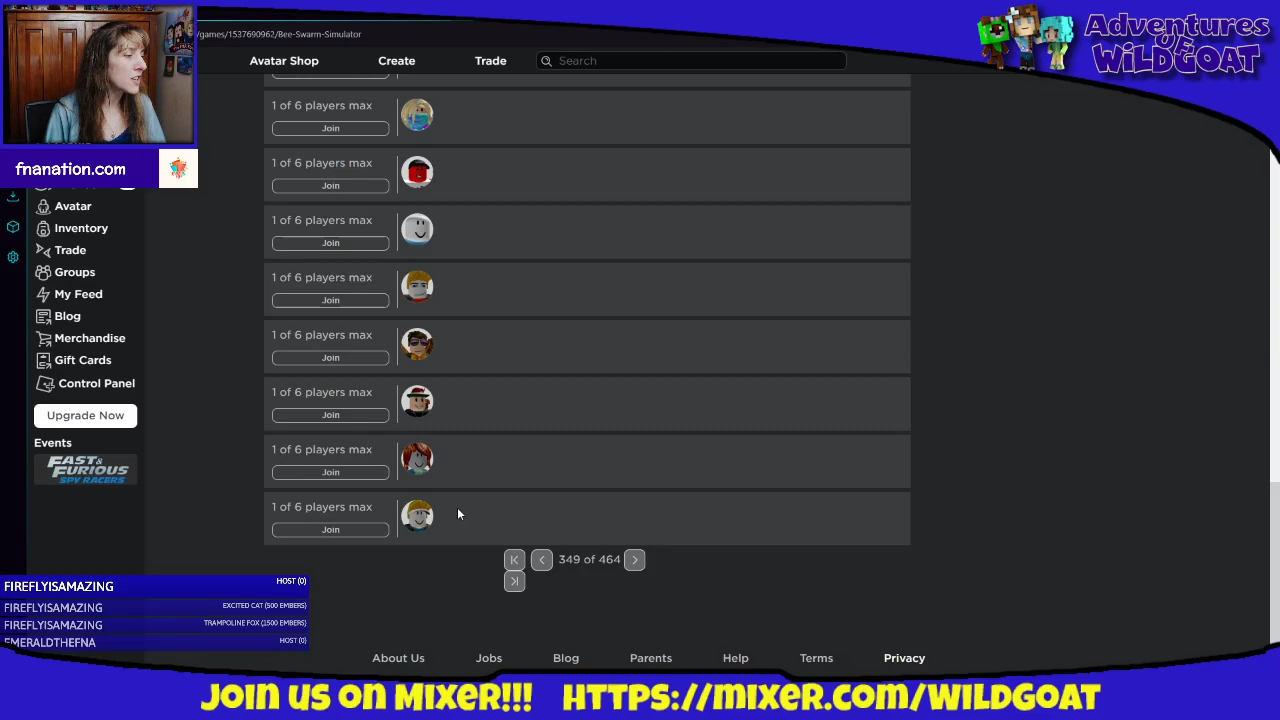 /games/1537690962/Bee-Swarm-Simulator
Adventures
of
WildGoat
Avatar Shop
Create
Trade
Search
fnanation.com
Avatar
Inventory
Trade
Groups
My Feed
Blog
Merchandise
Gift Cards
Control Panel
Upgrade Now
Events
FAST & FURIOUS
SPY RACERS
1 of 6 players max
Join
1 of 6 players max
Join
1 of 6 players max
Join
1 of 6 players max
Join
1 of 6 players max
Join
1 of 6 players max
Join
1 of 6 players max
Join
1 of 6 players max
Join
349 of 464
FIREFLYISAMAZING HOST (0)
FIREFLYISAMAZING EXCITED CAT (500 EMBERS)
FIREFLYISAMAZING TRAMPOLINE FOX (1500 EMBERS)
EMERALDTHEFNA HOST (0)
About Us
Jobs
Blog
Parents
Help
Terms
Privacy
Join us on Mixer!!! HTTPS://mixer.com/WILDGOAT